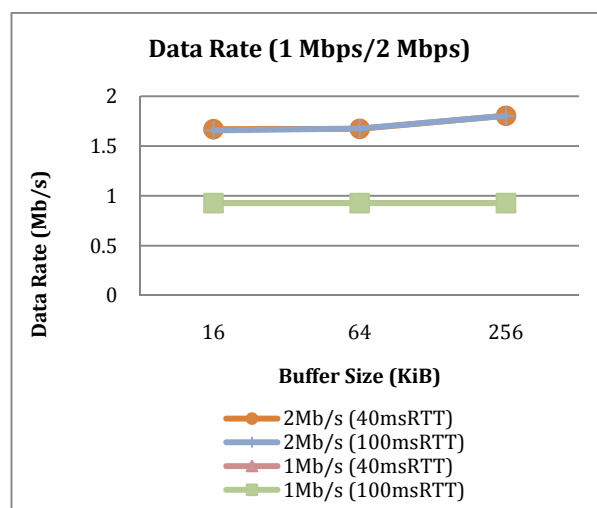 Data Rate (1 Mbps/2 Mbps)
Data Rate (Mb/s)
2
1.5
1
0.5
0
16 64 256
Buffer Size (KiB)
2Mb/s (40msRTT)
2Mb/s (100msRTT)
1Mb/s (40msRTT)
1Mb/s (100msRTT)